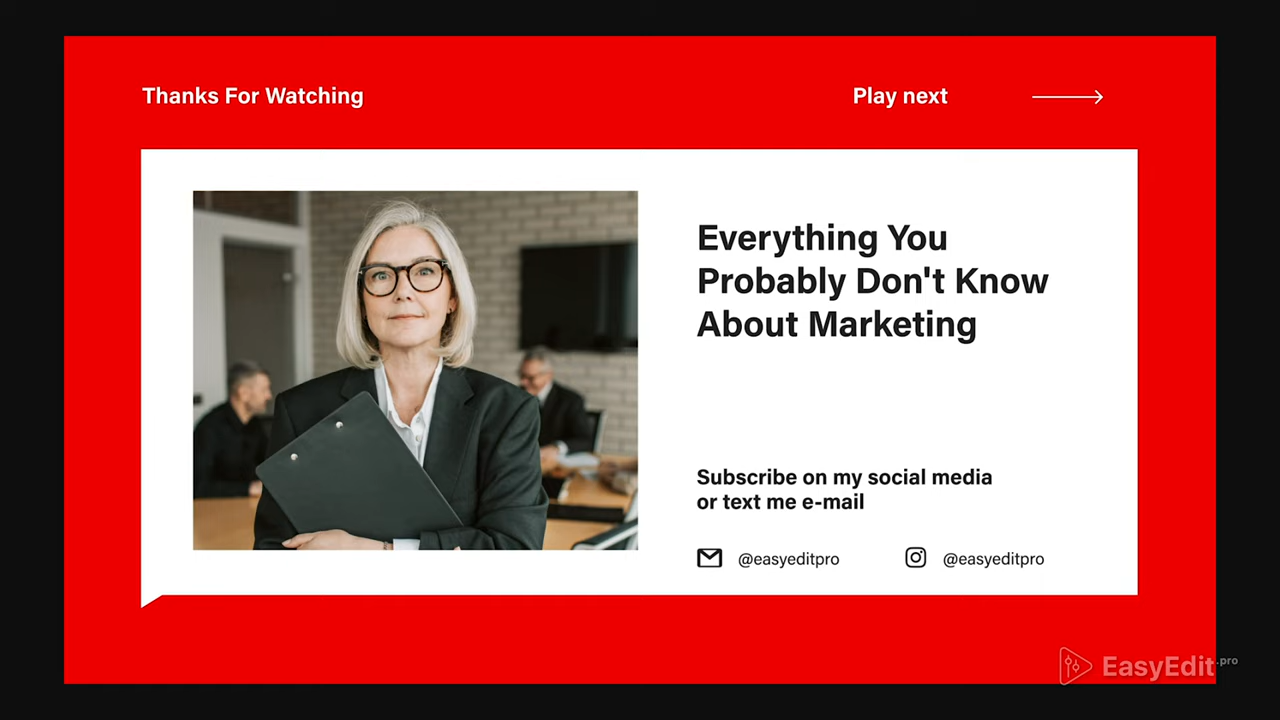 Thanks For Watching
Play next
Everything You
Probably Don't Know
About Marketing
Subscribe on my social media
or text me e-mail
@easyeditpro
@easyeditpro
EasyEdit.pro